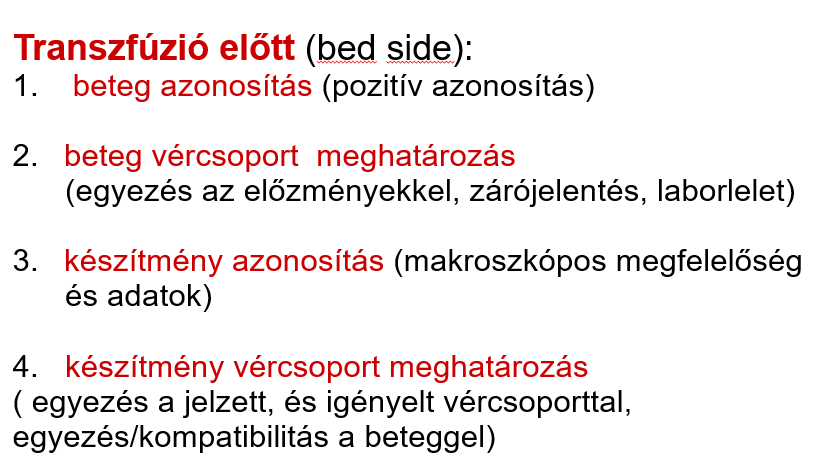 Transzfúzió előtt (bed side):
1. beteg azonosítás (pozitív azonosítás)
2. beteg vércsoport meghatározás
(egyezés az előzményekkel, zárójelentés, laborlelet)
3. készítmény azonosítás (makroszkópos megfelelőség
és adatok)
4. készítmény vércsoport meghatározás
( egyezés a jelzett, és igényelt vércsoporttal,
egyezés/kompatibilitás a beteggel)